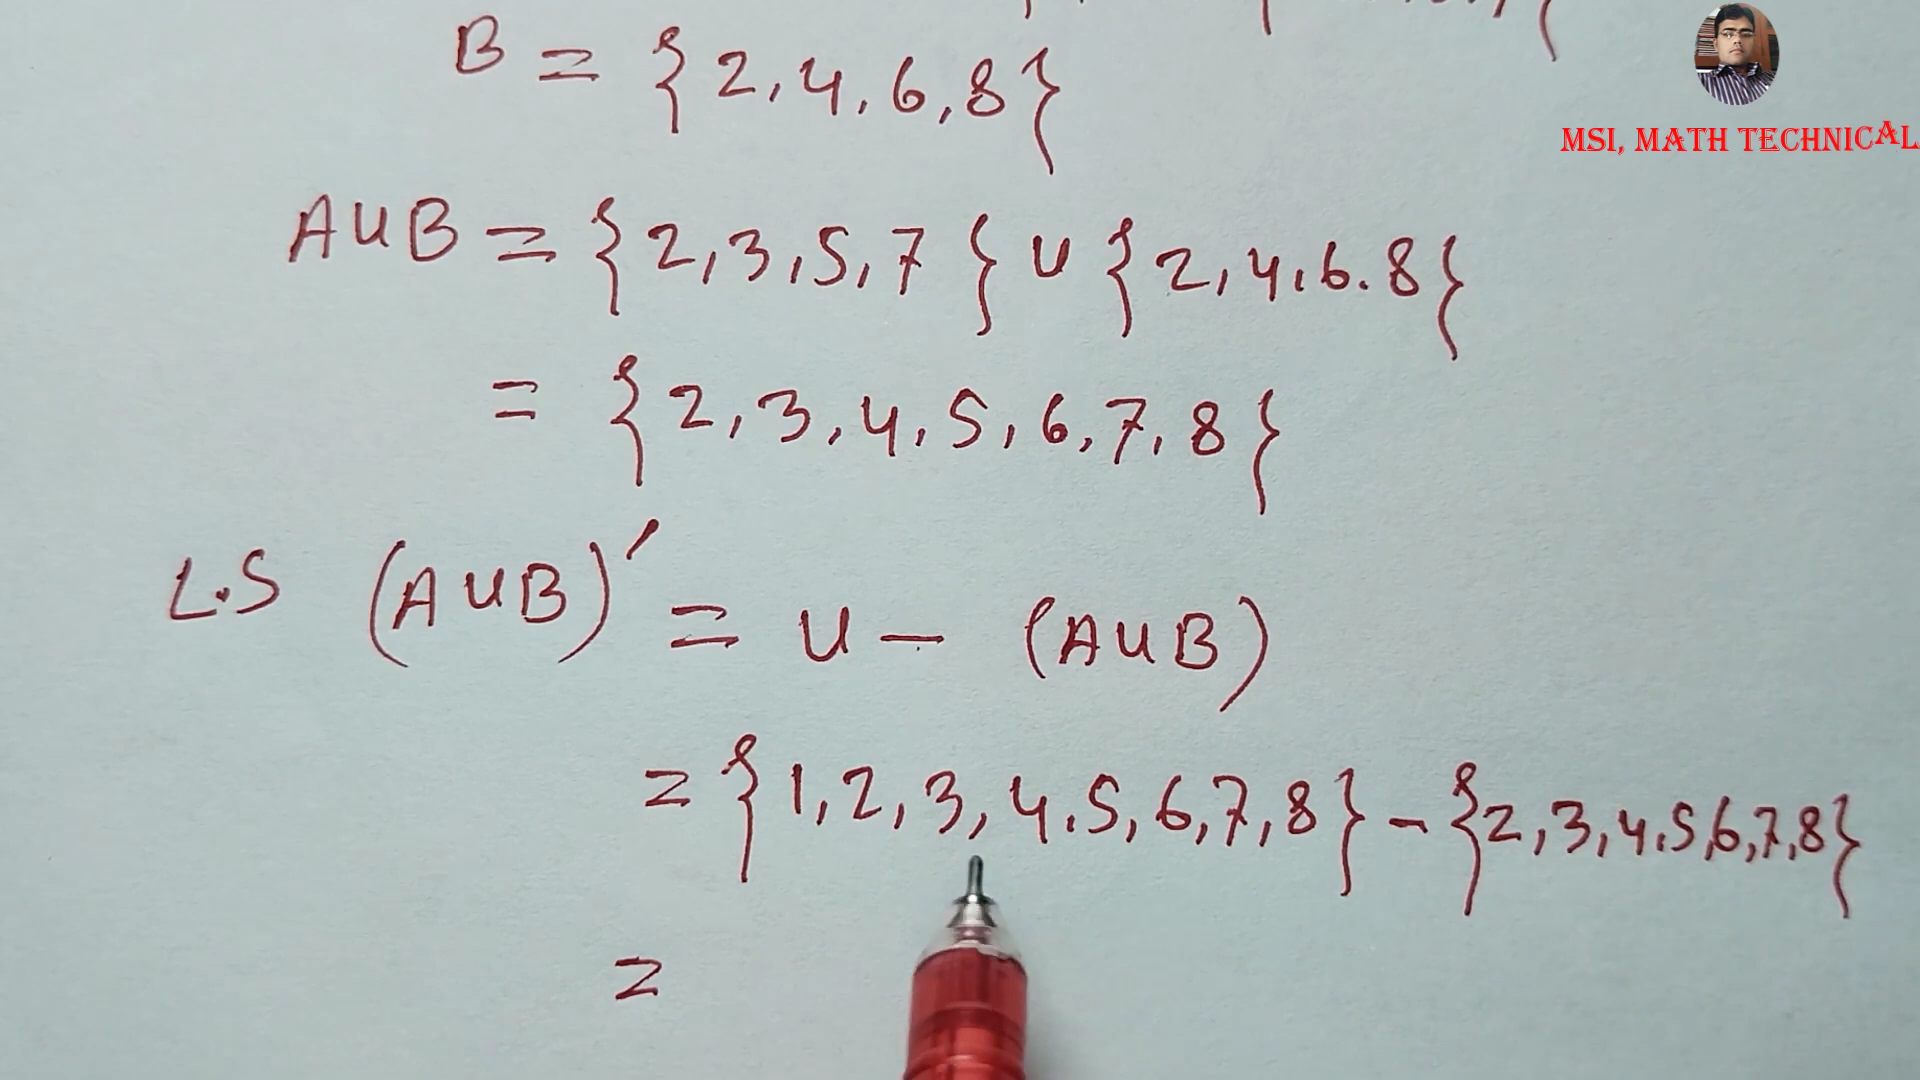 B = {2, 4, 6, 8}
MSI, MATH TECHNICAL
A∪B = {2, 3, 5, 7} ∪ {2, 4, 6. 8}
= {2, 3, 4, 5, 6, 7, 8}
L.S (A∪B)′ = U - (A∪B)
= {1, 2, 3, 4, 5, 6, 7, 8} - {2, 3, 4, 5, 6, 7, 8}
=